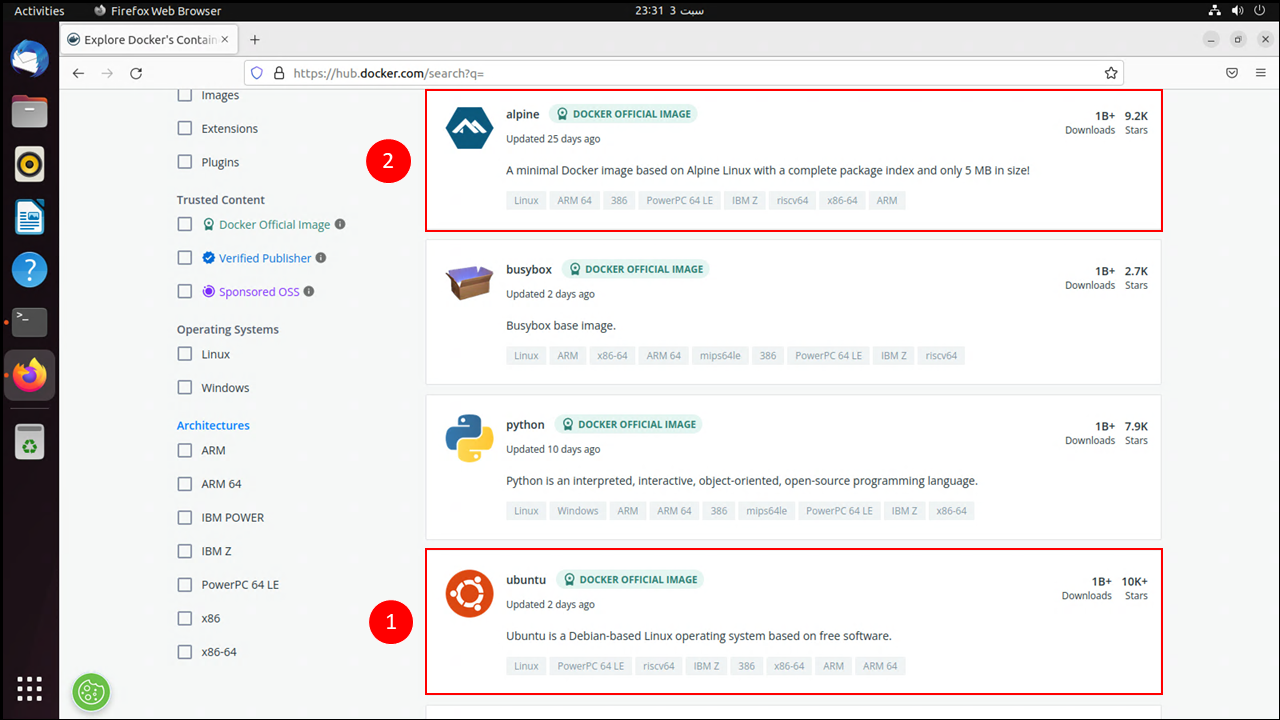 Activities
Firefox Web Browser
23:31 3 سبت
Explore Docker's Contain
https://hub.docker.com/search?q=
Images
Extensions
Plugins
Trusted Content
Docker Official Image
Verified Publisher
Sponsored OSS
Operating Systems
Linux
Windows
Architectures
ARM
ARM 64
IBM POWER
IBM Z
PowerPC 64 LE
x86
x86-64
2
alpine DOCKER OFFICIAL IMAGE
1B+ 9.2K
Downloads Stars
Updated 25 days ago
A minimal Docker image based on Alpine Linux with a complete package index and only 5 MB in size!
Linux ARM 64 386 PowerPC 64 LE IBM Z riscv64 x86-64 ARM
busybox DOCKER OFFICIAL IMAGE
1B+ 2.7K
Downloads Stars
Updated 2 days ago
Busybox base image.
Linux ARM x86-64 ARM 64 mips64le 386 PowerPC 64 LE IBM Z riscv64
python DOCKER OFFICIAL IMAGE
1B+ 7.9K
Downloads Stars
Updated 10 days ago
Python is an interpreted, interactive, object-oriented, open-source programming language.
Linux Windows ARM ARM 64 386 mips64le PowerPC 64 LE IBM Z x86-64
1
ubuntu DOCKER OFFICIAL IMAGE
1B+ 10K+
Downloads Stars
Updated 2 days ago
Ubuntu is a Debian-based Linux operating system based on free software.
Linux PowerPC 64 LE riscv64 IBM Z 386 x86-64 ARM ARM 64